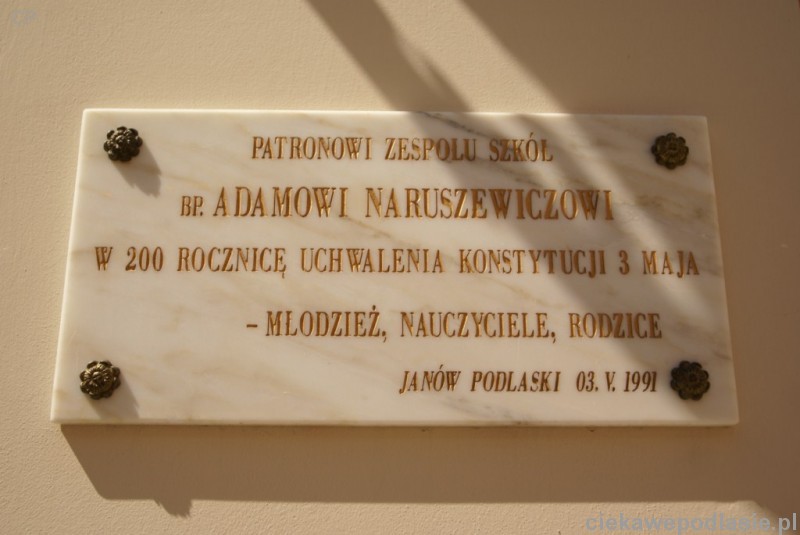 PATRONOWI ZESPOŁU SZKÓŁ
BP. ADAMOWI NARUSZEWICZOWI
W 200 ROCZNICĘ UCHWALENIA KONSTYTUCJI 3 MAJA
– MŁODZIEŻ, NAUCZYCIELE, RODZICE
JANÓW PODLASKI 03. V. 1991
ciekawepodlasie.pl